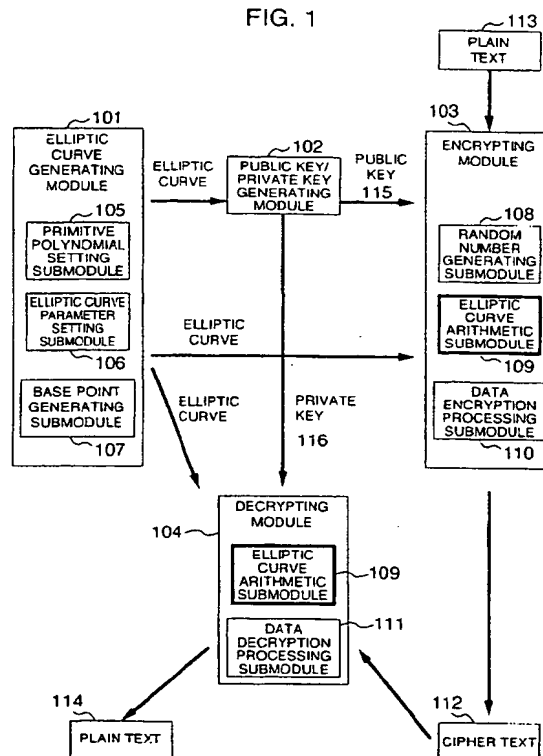 FIG. 1
113
PLAIN
TEXT
101
ELLIPTIC
CURVE
GENERATING
MODULE
105
PRIMITIVE
POLYNOMIAL
SETTING
SUBMODULE
ELLIPTIC CURVE
PARAMETER
SETTING
SUBMODULE
106
BASE POINT
GENERATING
SUBMODULE
107
ELLIPTIC
CURVE
102
PUBLIC KEY/
PRIVATE KEY
GENERATING
MODULE
PUBLIC
KEY
115
103
ENCRYPTING
MODULE
108
RANDOM
NUMBER
GENERATING
SUBMODULE
ELLIPTIC
CURVE
ARITHMETIC
SUBMODULE
109
DATA
ENCRYPTION
PROCESSING
SUBMODULE
110
ELLIPTIC
CURVE
ELLIPTIC
CURVE
PRIVATE
KEY
116
104
DECRYPTING
MODULE
ELLIPTIC
CURVE
ARITHMETIC
SUBMODULE
109
111
DATA
DECRYPTION
PROCESSING
SUBMODULE
114
PLAIN TEXT
112
CIPHER TEXT